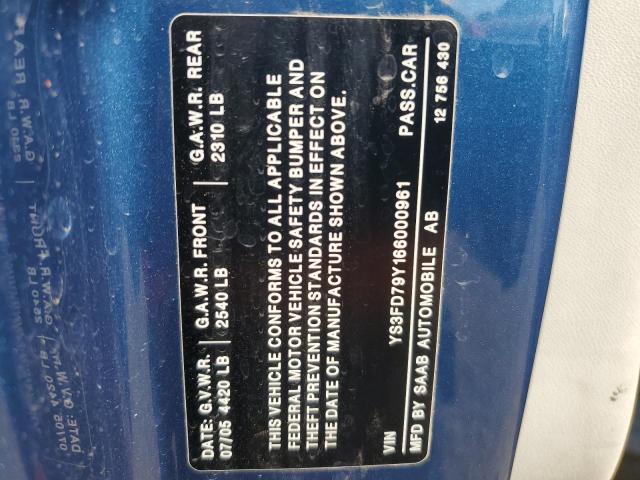 DATE: G.V.W.R. G.A.W.R. FRONT G.A.W.R. REAR
07/05 4420 LB 2540 LB 2310 LB
THIS VEHICLE CONFORMS TO ALL APPLICABLE
FEDERAL MOTOR VEHICLE SAFETY BUMPER AND
THEFT PREVENTION STANDARDS IN EFFECT ON
THE DATE OF MANUFACTURE SHOWN ABOVE.
VIN YS3FD79Y166000961 PASS.CAR
MFD BY SAAB AUTOMOBILE AB 12 756 430